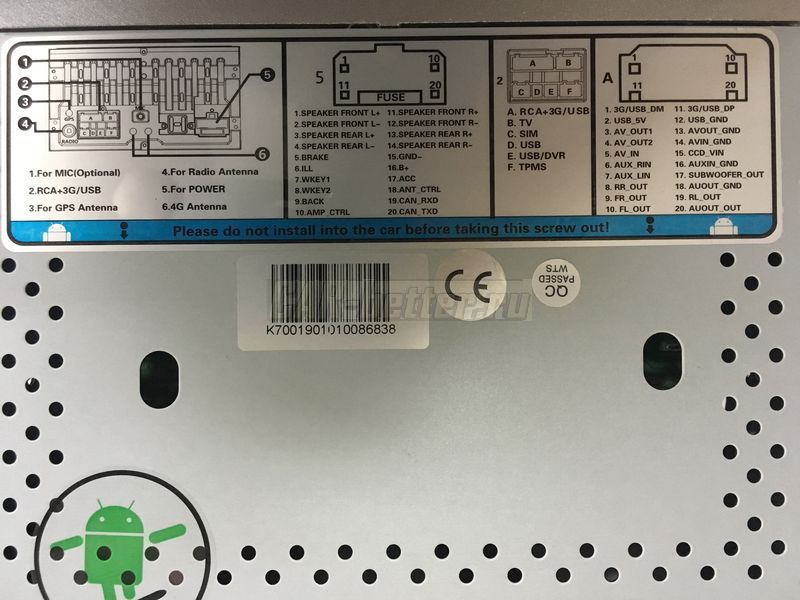 1
2
3
4
5
6
A B
C D E F
GPS
RADIO
1.For MIC(Optional)
2.RCA+3G/USB
3.For GPS Antenna
4.For Radio Antenna
5.For POWER
6.4G Antenna
5
1 10
11 20
FUSE
1.SPEAKER FRONT L+
2.SPEAKER FRONT L-
3.SPEAKER REAR L+
4.SPEAKER REAR L-
5.BRAKE
6.ILL
7.WKEY1
8.WKEY2
9.BACK
10.AMP_CTRL
11.SPEAKER FRONT R+
12.SPEAKER FRONT R-
13.SPEAKER REAR R+
14.SPEAKER REAR R-
15.GND-
16.B+
17.ACC
18.ANT_CTRL
19.CAN_RXD
20.CAN_TXD
2
A B
C D E F
A. RCA+3G/USB
B. TV
C. SIM
D. USB
E. USB/DVR
F. TPMS
A
1 10
11 20
1. 3G/USB_DM
2. USB_5V
3. AV_OUT1
4. AV_OUT2
5. AV_IN
6. AUX_RIN
7. AUX_LIN
8. RR_OUT
9. FR_OUT
10. FL_OUT
11. 3G/USB_DP
12. USB_GND
13. AVOUT_GND
14. AVIN_GND
15. CCD_VIN
16. AUXIN_GND
17. SUBWOOFER_OUT
18. AUOUT_GND
19. RL_OUT
20. AUOUT_GND
Please do not install into the car before taking this screw out!
K7001901010086838
CE
QC
PASSED
WTS